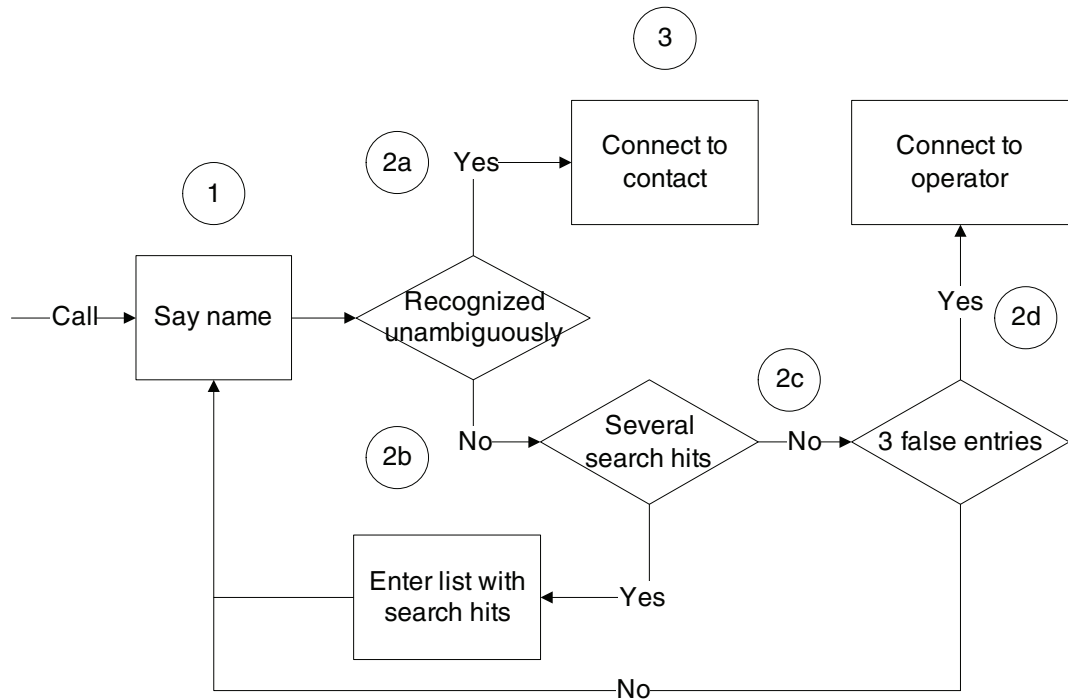 3
2a
Yes
Connect to
contact
Connect to
operator
1
Call
Say name
Recognized
unambiguously
Yes
2d
2c
2b
No
Several
search hits
No
3 false entries
Enter list with
search hits
Yes
No